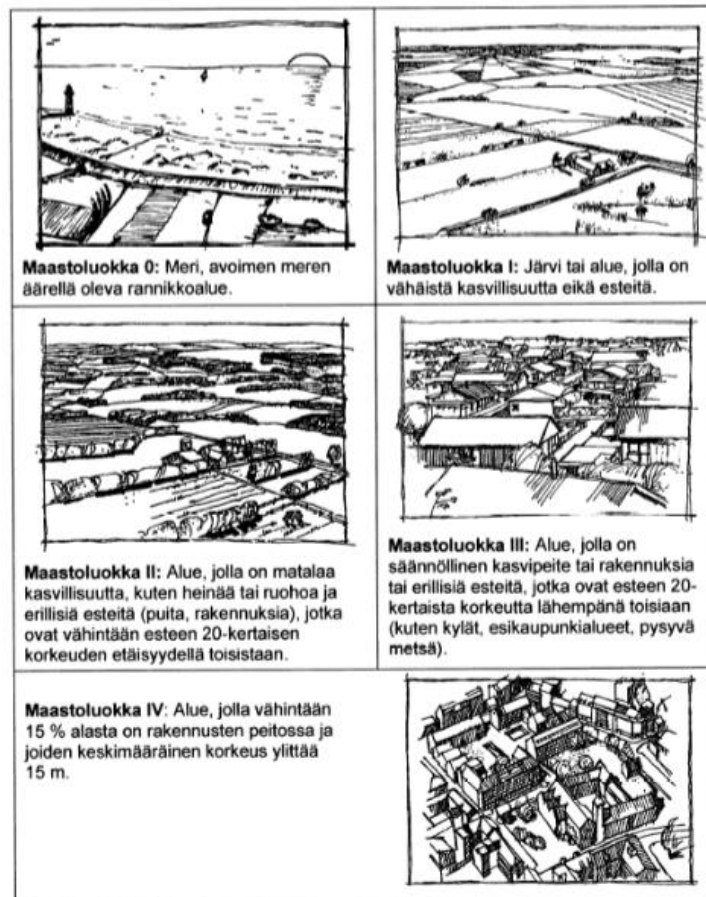 Maastoluokka 0: Meri, avoimen meren
äärellä oleva rannikkoalue.
Maastoluokka I: Järvi tai alue, jolla on
vähäistä kasvillisuutta eikä esteitä.
Maastoluokka II: Alue, jolla on matalaa
kasvillisuutta, kuten heinää tai ruohoa ja
erillisiä esteitä (puita, rakennuksia), jotka
ovat vähintään esteen 20-kertaisen
korkeuden etäisyydellä toisistaan.
Maastoluokka III: Alue, jolla on
säännöllinen kasvipeite tai rakennuksia
tai erillisiä esteitä, jotka ovat esteen 20-
kertaista korkeutta lähempänä toisiaan
(kuten kylät, esikaupunkialueet, pysyvä
metsä).
Maastoluokka IV: Alue, jolla vähintään
15 % alasta on rakennusten peitossa ja
joiden keskimääräinen korkeus ylittää
15 m.